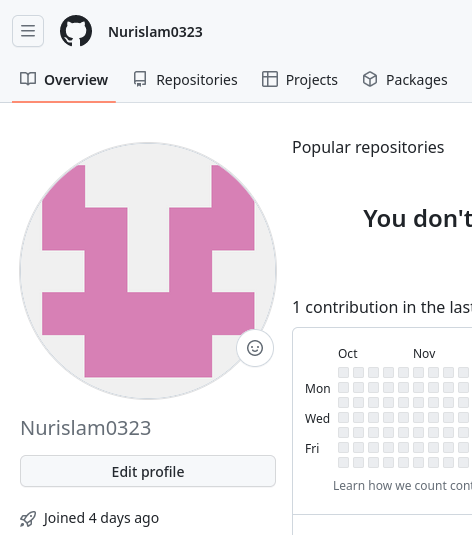 Nurislam0323
Overview Repositories Projects Packages
Popular repositories
You don't
1 contribution in the last
Oct Nov
Mon
Wed
Fri
Learn how we count
Nurislam0323
Edit profile
Joined 4 days ago